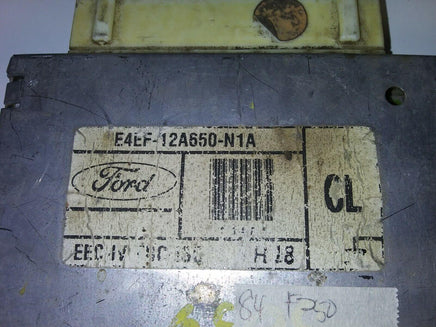 E4EF-12A650-N1A
Ford
CL
EEC-IV
H 18
84 F250